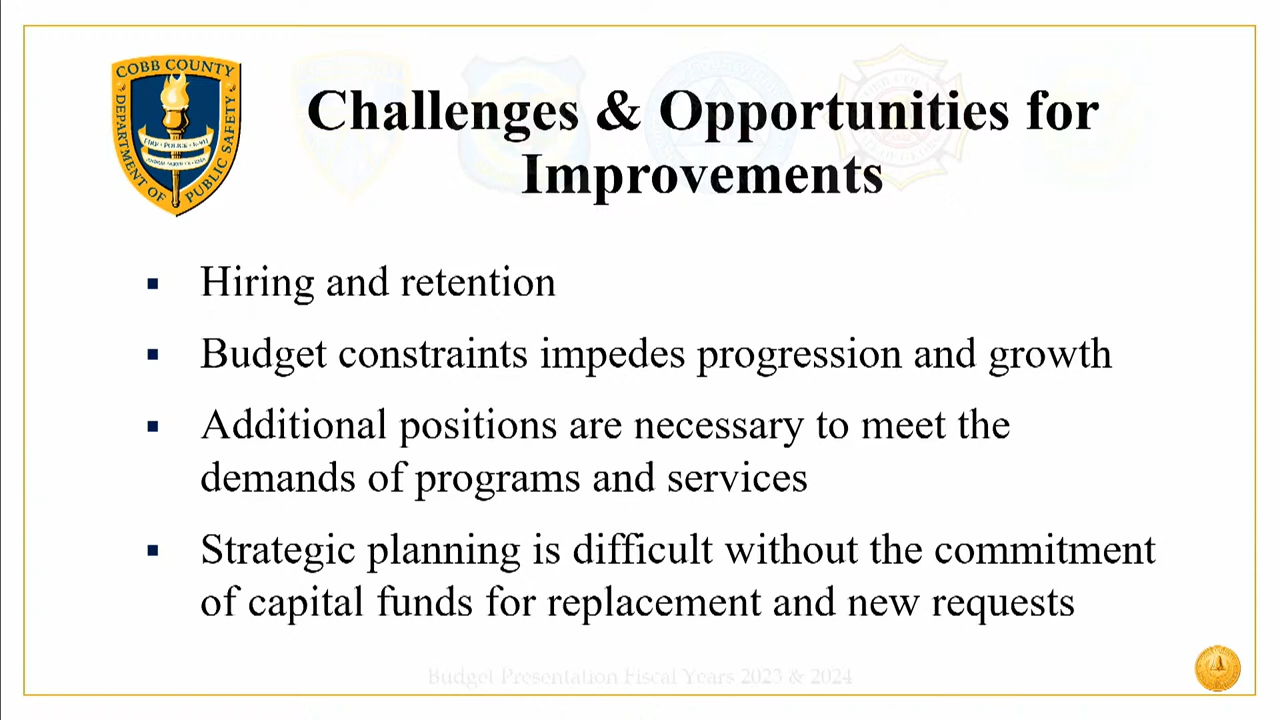 COBB COUNTY
DEPARTMENT OF PUBLIC SAFETY
Challenges & Opportunities for
Improvements
▪ Hiring and retention
▪ Budget constraints impedes progression and growth
▪ Additional positions are necessary to meet the
demands of programs and services
▪ Strategic planning is difficult without the commitment
of capital funds for replacement and new requests
Budget Presentation Fiscal Years 2023 & 2024